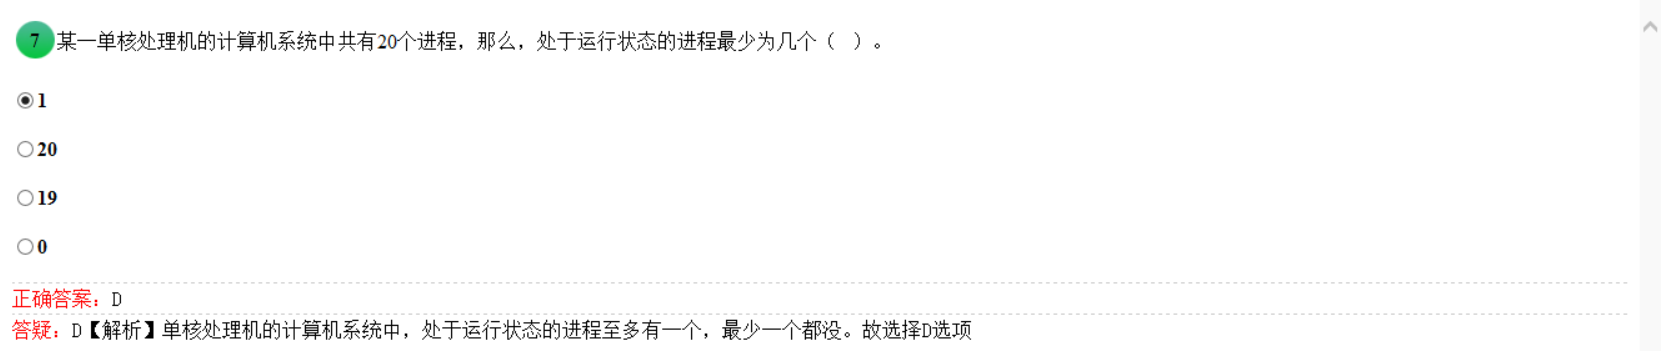 7 某一单核处理机的计算机系统中共有20个进程，那么，处于运行状态的进程最少为几个（ ）。
1
20
19
0
正确答案：D
答疑：D【解析】单核处理机的计算机系统中，处于运行状态的进程至多有一个，最少一个都没。故选择D选项